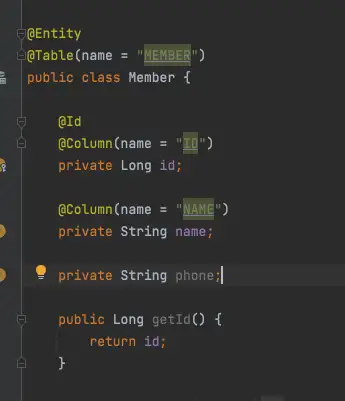 @Entity
@Table(name = "MEMBER")
public class Member {
@Id
@Column(name = "ID")
private Long id;
@Column(name = "NAME")
private String name;
private String phone;
public Long getId() {
return id;
}